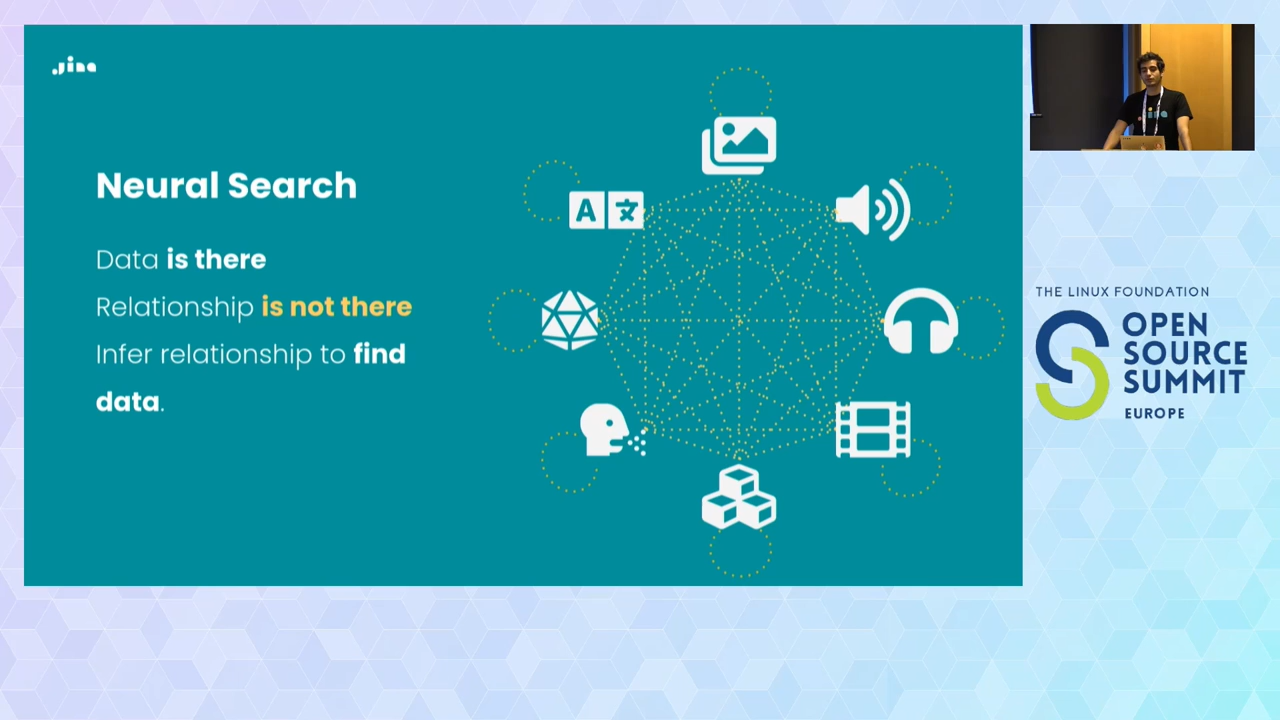 Jina
Neural Search
Data is there
Relationship is not there
Infer relationship to find
data.
A 文
THE LINUX FOUNDATION
OPEN
SOURCE
SUMMIT
EUROPE